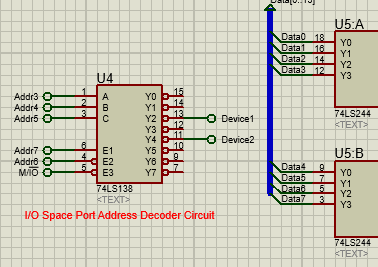 Data[0..15]
U5:A
Data0 18 Y0
Data1 16 Y1
Data2 14 Y2
Data3 12 Y3
74LS244
<TEXT>
U4
Addr3 1 A Y0 15
Addr4 2 B Y1 14
Addr5 3 C Y2 13 Device1
Y3 12
Y4 11 Device2
Addr7 6 E1 Y5 10
Addr6 4 E2 Y6 9
M/IO 5 E3 Y7 7
74LS138
<TEXT>
I/O Space Port Address Decoder Circuit
U5:B
Data4 9 Y0
Data5 7 Y1
Data6 5 Y2
Data7 3 Y3
74LS244
<TEXT>